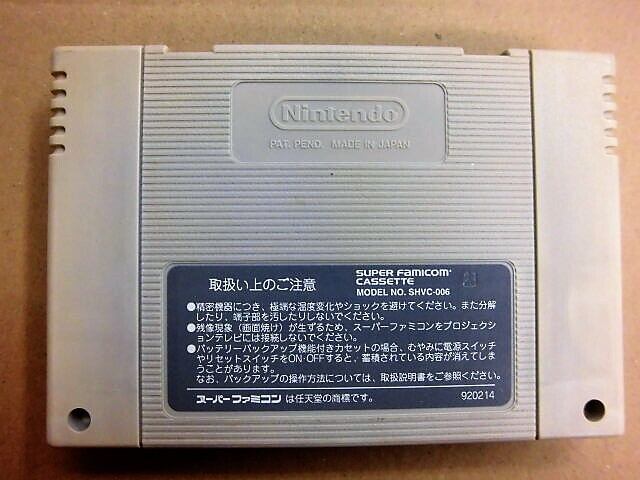 Nintendo
PAT. PEND. MADE IN JAPAN
取扱い上のご注意
SUPER FAMICOM
CASSETTE
MODEL NO. SHVC-006
●精密機器につき、極端な温度変化やショックを避けてください。また分解
したり、端子部を汚したりしないでください。
●残像現象（画面焼け）が生ずるため、スーパーファミコンをプロジェクシ
ョンテレビには接続しないでください。
●バッテリーバックアップ機能付きカセットの場合、むやみに電源スイッチ
やリセットスイッチをON・OFFすると、蓄積されている内容が消えてしま
うことがあります。
なお、バックアップの操作方法については、取扱説明書をご参照ください。
スーパーファミコンは任天堂の商標です。
920214